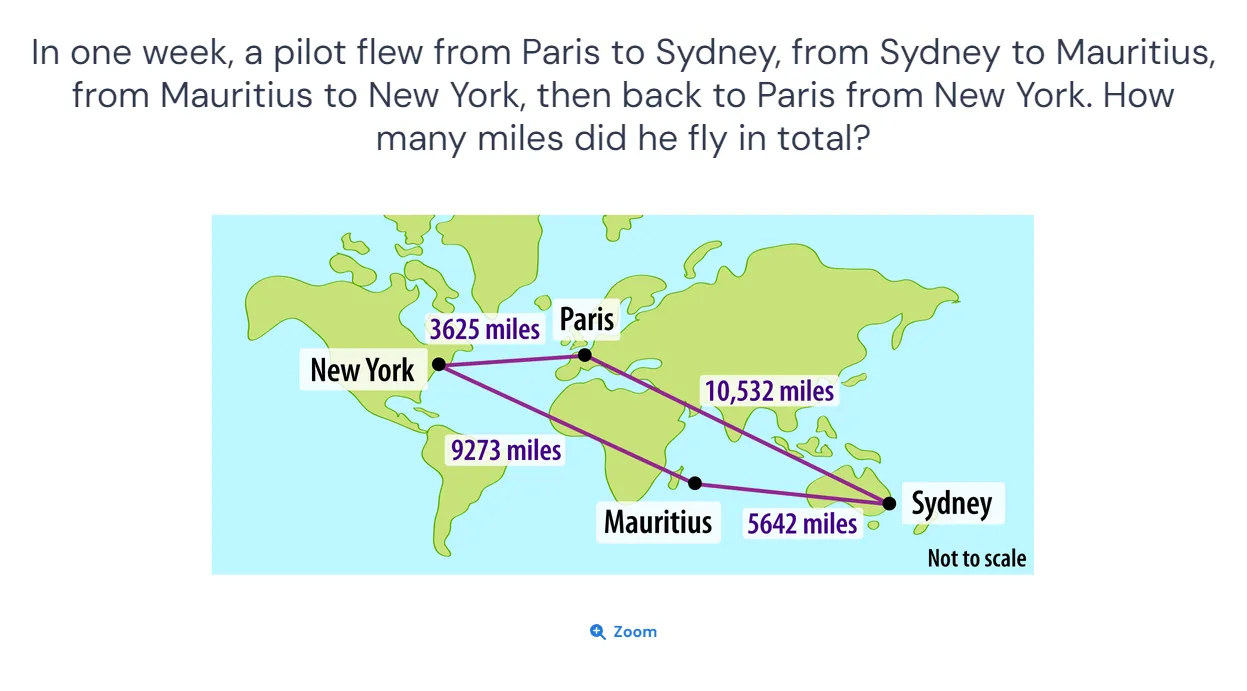 In one week, a pilot flew from Paris to Sydney, from Sydney to Mauritius,
from Mauritius to New York, then back to Paris from New York. How
many miles did he fly in total?
3625 miles
Paris
New York
10,532 miles
9273 miles
Mauritius
5642 miles
Sydney
Not to scale
Zoom